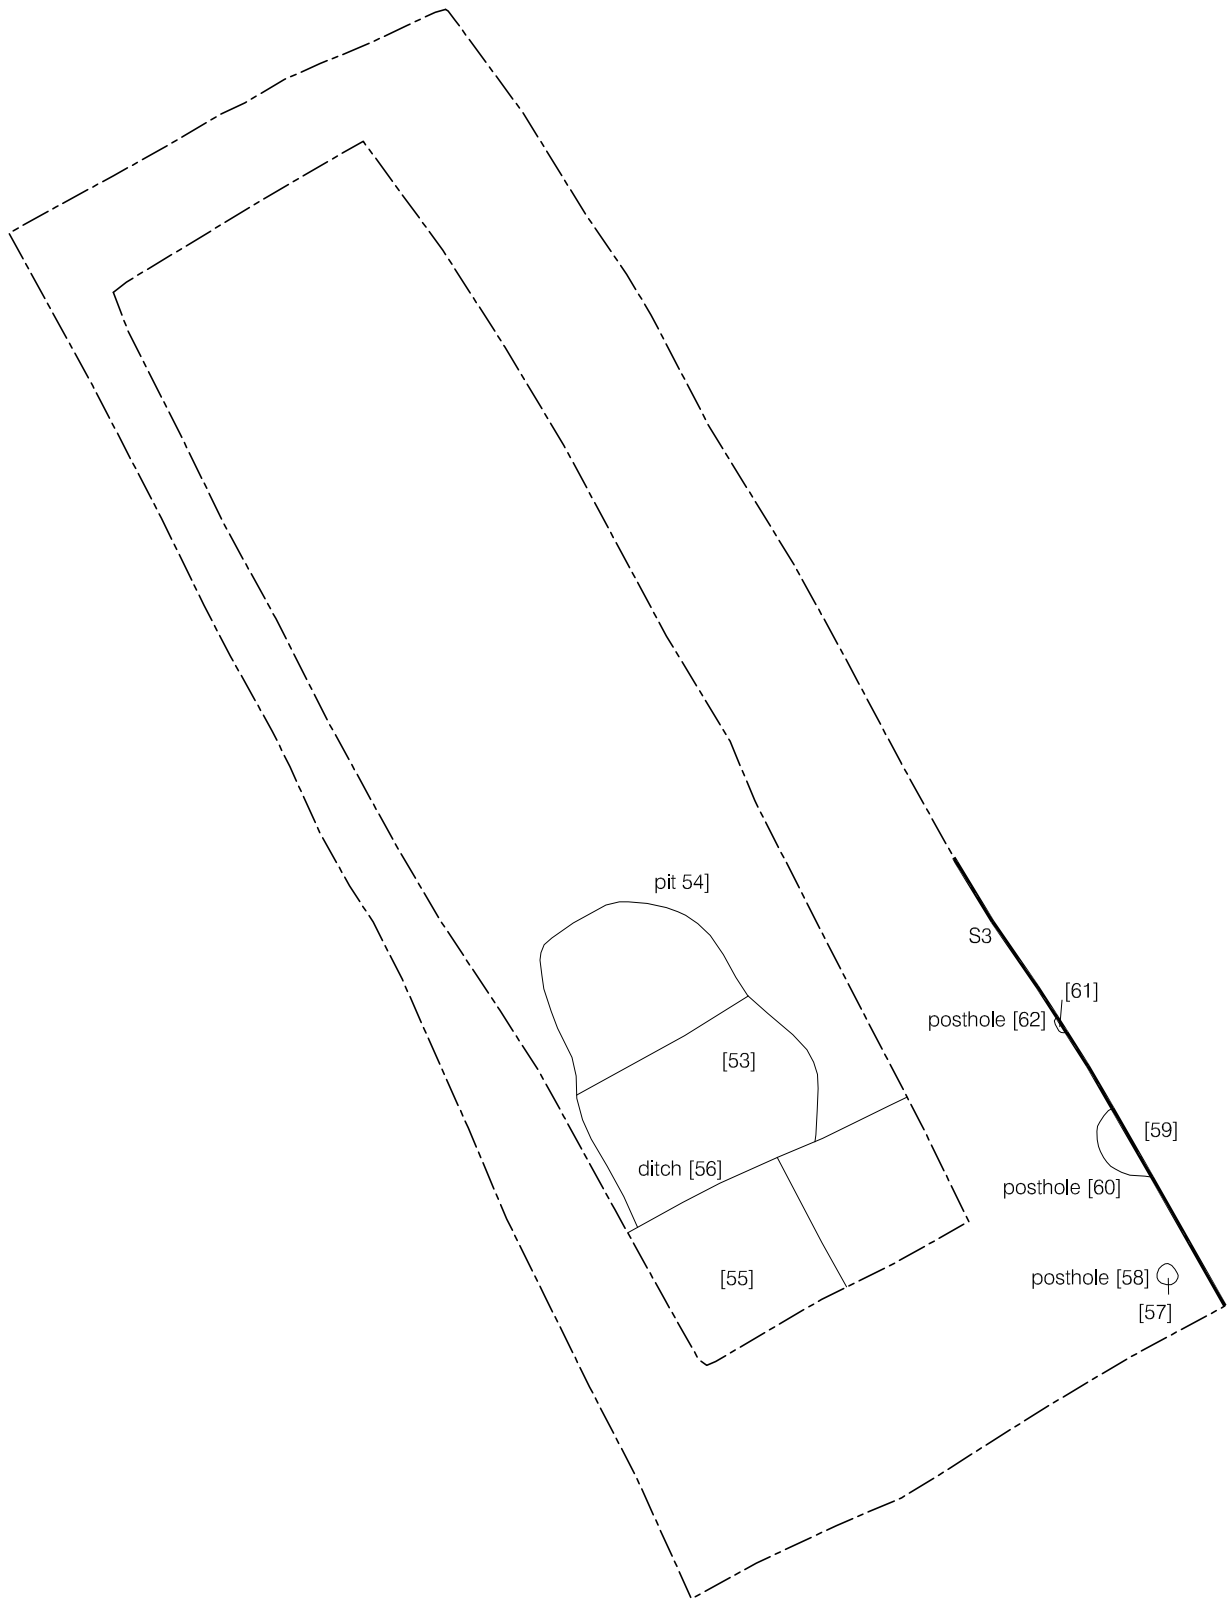 pit 54]
S3
[61]
posthole [62]
[53]
[59]
ditch [56]
posthole [60]
[55]
posthole [58]
[57]